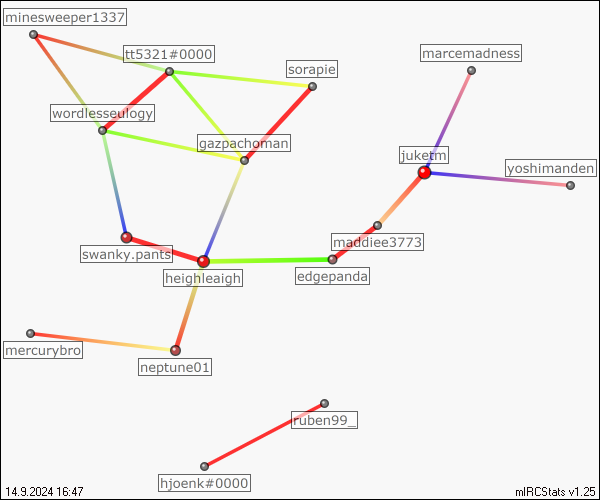 minesweeper1337
tt5321#0000
marcemadness
sorapie
wordlesseulogy
gazpachoman
juketm
yoshimanden
maddiee3773
swanky.pants
heighleaigh
edgepanda
mercurybro
neptune01
ruben99_
hjoenk#0000
14.9.2024 16:47
mIRCStats v1.25